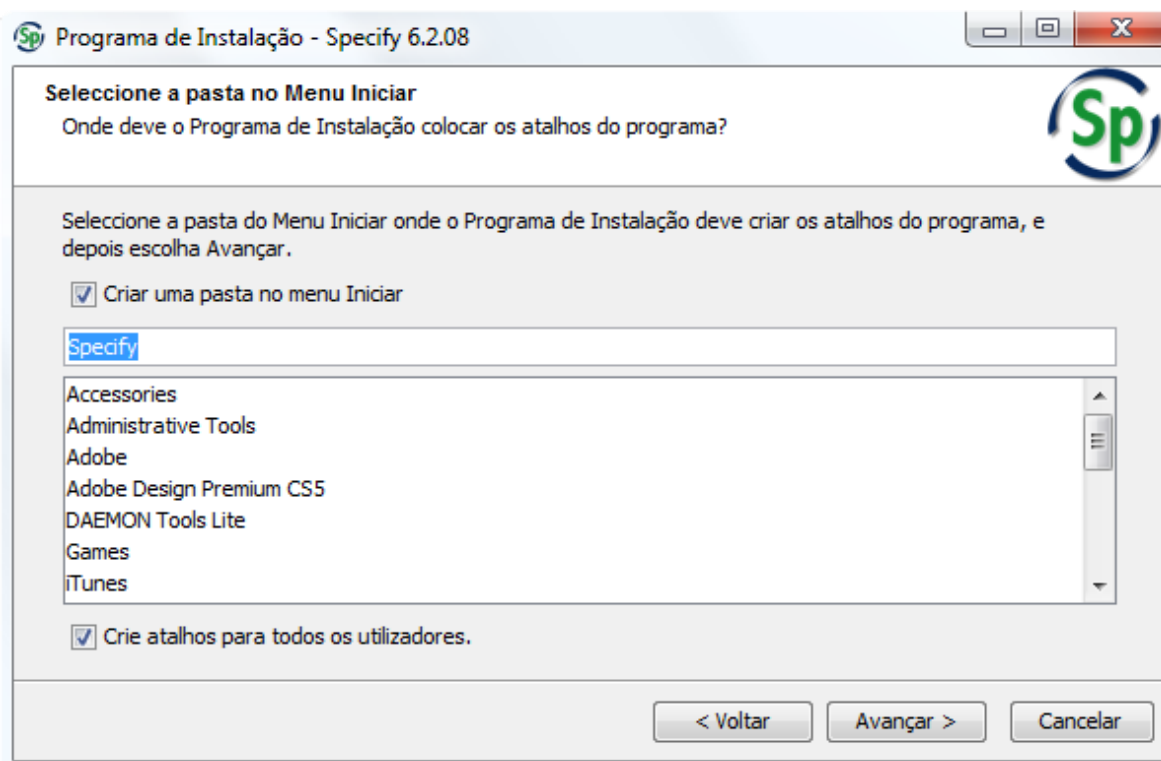 Sp Programa de Instalação - Specify 6.2.08
Seleccione a pasta no Menu Iniciar
Onde deve o Programa de Instalação colocar os atalhos do programa?
Sp
Seleccione a pasta do Menu Iniciar onde o Programa de Instalação deve criar os atalhos do programa, e
depois escolha Avançar.
Criar uma pasta no menu Iniciar
Specify
Accessories
Administrative Tools
Adobe
Adobe Design Premium CS5
DAEMON Tools Lite
Games
iTunes
Crie atalhos para todos os utilizadores.
< Voltar Avançar > Cancelar